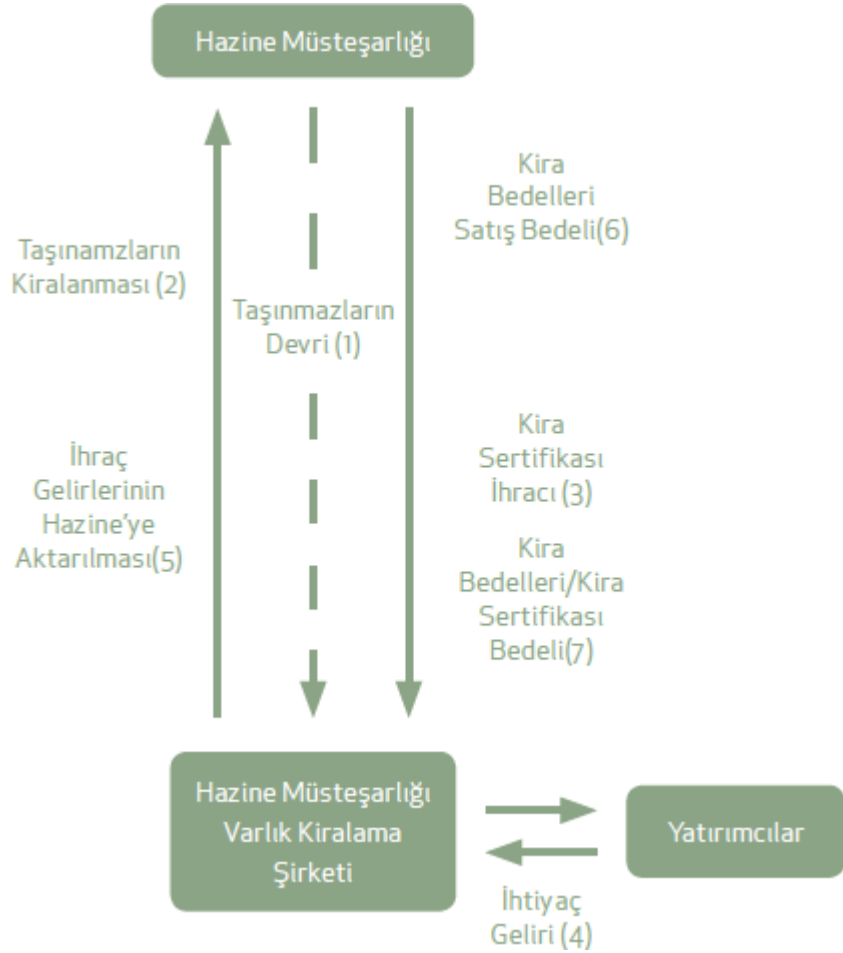 Hazine Müsteşarlığı
Kira
Bedelleri
Satış Bedeli(6)
Taşınamzların
Kiralanması (2)
Taşınmazların
Devri (1)
İhraç
Gelirlerinin
Hazine'ye
Aktarılması(5)
Kira
Sertifikası
İhracı (3)
Kira
Bedelleri/Kira
Sertifikası
Bedeli(7)
Hazine Müsteşarlığı
Varlık Kiralama
Şirketi
Yatırımcılar
İhtiyaç
Geliri (4)